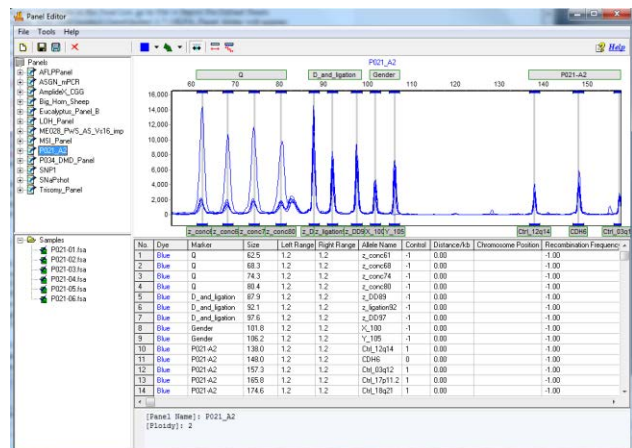 Panel Editor
File Tools Help
Help
Panels
AFLPPanel
ASGN_mPCR
AmplideX_CGG
Big_Horn_Sheep
Eucalyptus_Panel_B
LOH_Panel
ME028_PWS_AS_Vs16_imp
MSI_Panel
P021_A2
P034_DMD_Panel
SNP1
SNaPshot
Trisomy_Panel
Samples
P021-01.fsa
P021-02.fsa
P021-03.fsa
P021-04.fsa
P021-05.fsa
P021-06.fsa
P021_A2
Q D_and_ligation Gender P021-A2
60 70 80 90 100 110 120 130 140 150
16,000
14,000
12,000
10,000
8,000
6,000
4,000
2,000
0
Ctrl_12q14 CDH6 Ctrl_03q1
No. Dye Marker Size Left Range Right Range Allele Name Control Distance/kb Chromosome Position Recombination Frequency
1 Blue Q 62.5 1.2 1.2 z_conc61 -1 0.00 -1.00
2 Blue Q 68.3 1.2 1.2 z_conc68 -1 0.00 -1.00
3 Blue Q 74.3 1.2 1.2 z_conc74 -1 0.00 -1.00
4 Blue Q 80.4 1.2 1.2 z_conc80 -1 0.00 -1.00
5 Blue D_and_ligation 87.9 1.2 1.2 z_DD89 -1 0.00 -1.00
6 Blue D_and_ligation 92.1 1.2 1.2 z_ligation92 -1 0.00 -1.00
7 Blue D_and_ligation 97.6 1.2 1.2 z_DD97 -1 0.00 -1.00
8 Blue Gender 101.8 1.2 1.2 X_100 -1 0.00 -1.00
9 Blue Gender 106.2 1.2 1.2 Y_105 -1 0.00 -1.00
10 Blue P021-A2 138.0 1.2 1.2 Ctrl_12q14 1 0.00 -1.00
11 Blue P021-A2 148.0 1.2 1.2 CDH6 0 0.00 -1.00
12 Blue P021-A2 157.3 1.2 1.2 Ctrl_03q12 1 0.00 -1.00
13 Blue P021-A2 165.8 1.2 1.2 Ctrl_17p11.2 1 0.00 -1.00
14 Blue P021-A2 174.6 1.2 1.2 Ctrl_18q21 1 0.00 -1.00
[Panel Name]: P021_A2
[Ploidy]: 2